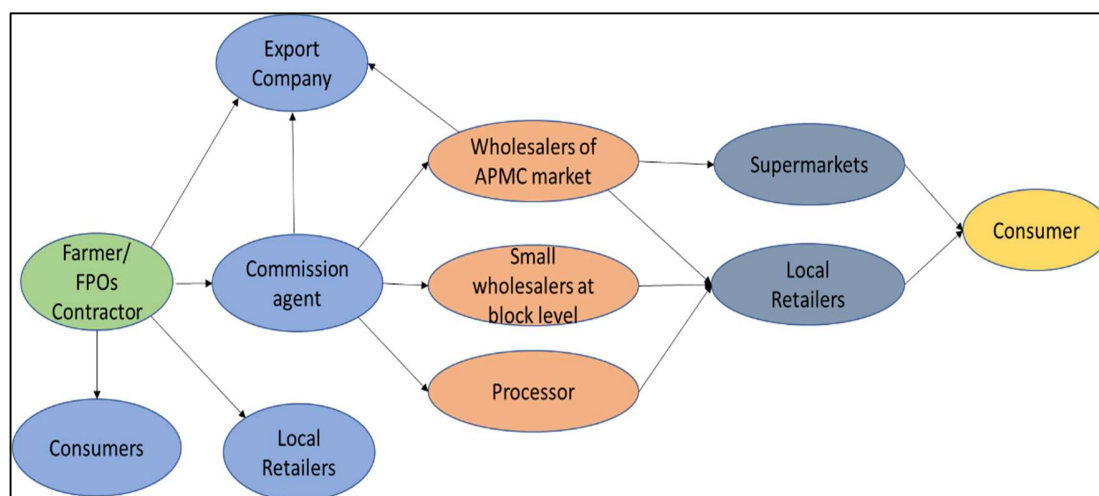 Export
Company
Wholesalers of
APMC market
Supermarkets
Consumer
Farmer/
FPOs
Contractor
Commission
agent
Small
wholesalers at
block level
Local
Retailers
Processor
Consumers
Local
Retailers